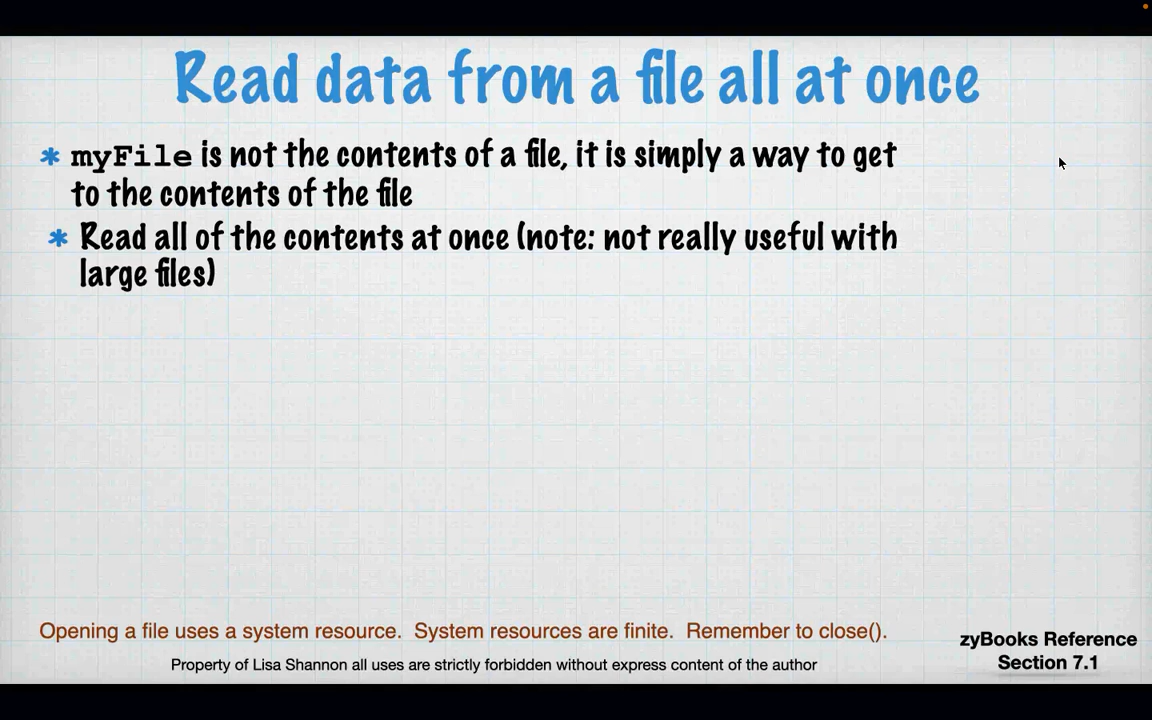 Read data from a file all at once
* myFile is not the contents of a file, it is simply a way to get
to the contents of the file
* Read all of the contents at once (note: not really useful with
large files)
Opening a file uses a system resource. System resources are finite. Remember to close().
Property of Lisa Shannon all uses are strictly forbidden without express content of the author
zyBooks Reference
Section 7.1